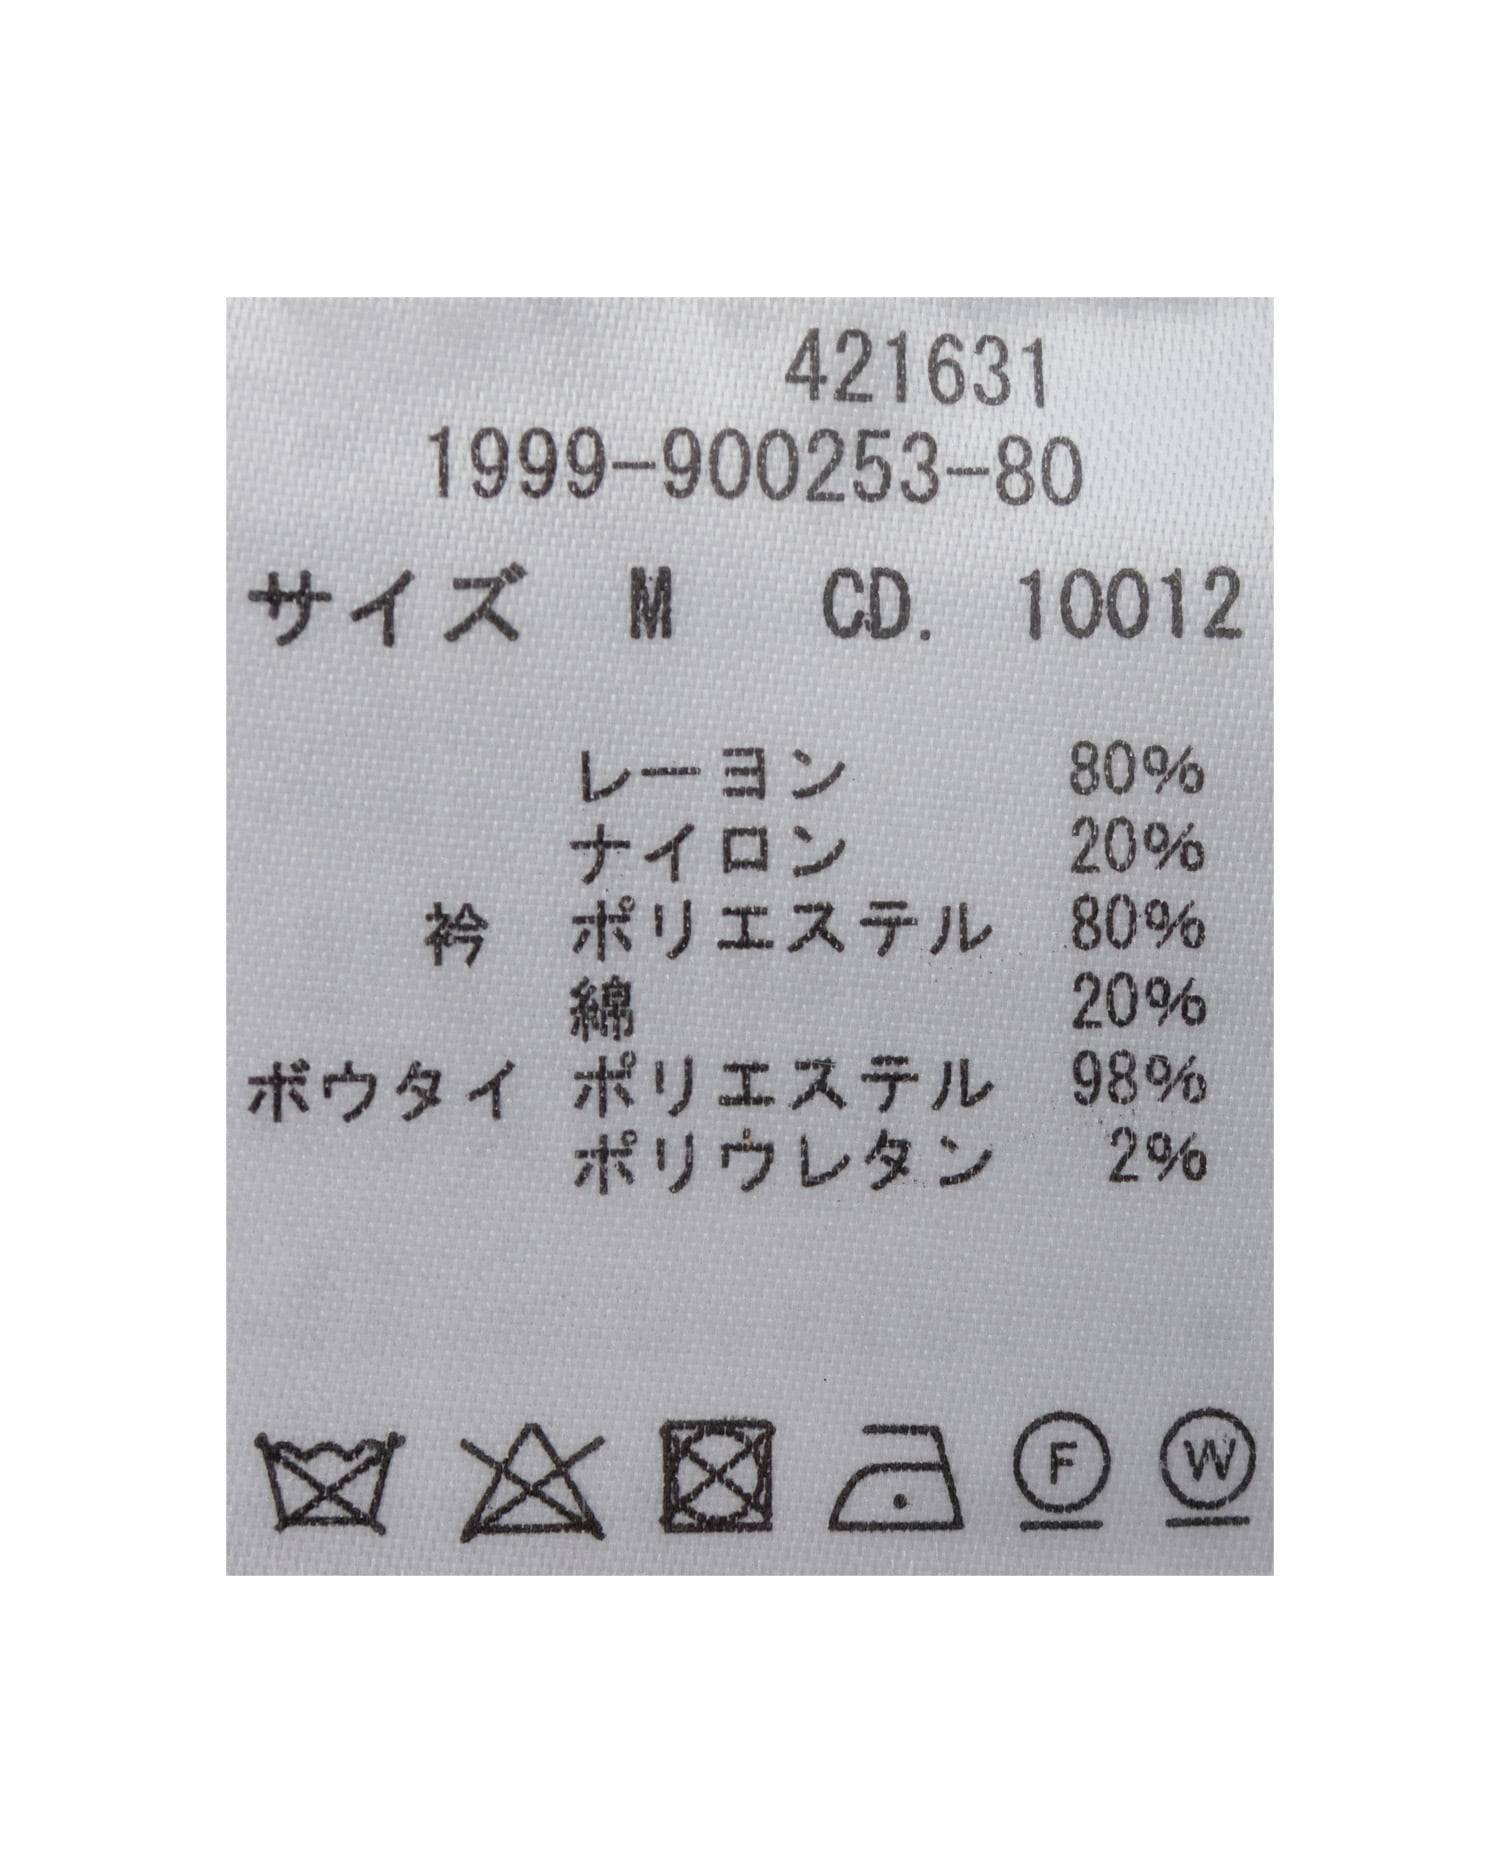 421631
1999-900253-80
サイズ M CD. 10012
レーヨン 80%
ナイロン 20%
衿 ポリエステル 80%
綿 20%
ボウタイ ポリエステル 98%
ポリウレタン 2%
F W